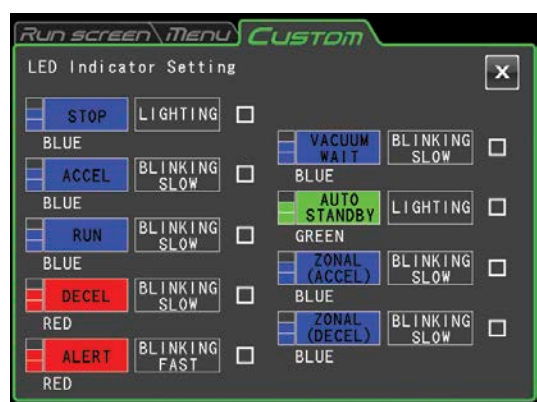 Run screen
Menu
CUSTOM
LED Indicator Setting
X
STOP
LIGHTING
BLUE
ACCEL
BLINKING
SLOW
BLUE
RUN
BLINKING
SLOW
BLUE
DECEL
BLINKING
SLOW
RED
ALERT
BLINKING
FAST
RED
VACUUM
WAIT
BLINKING
SLOW
BLUE
AUTO
STANDBY
LIGHTING
GREEN
ZONAL
(ACCEL)
BLINKING
SLOW
BLUE
ZONAL
(DECEL)
BLINKING
SLOW
BLUE